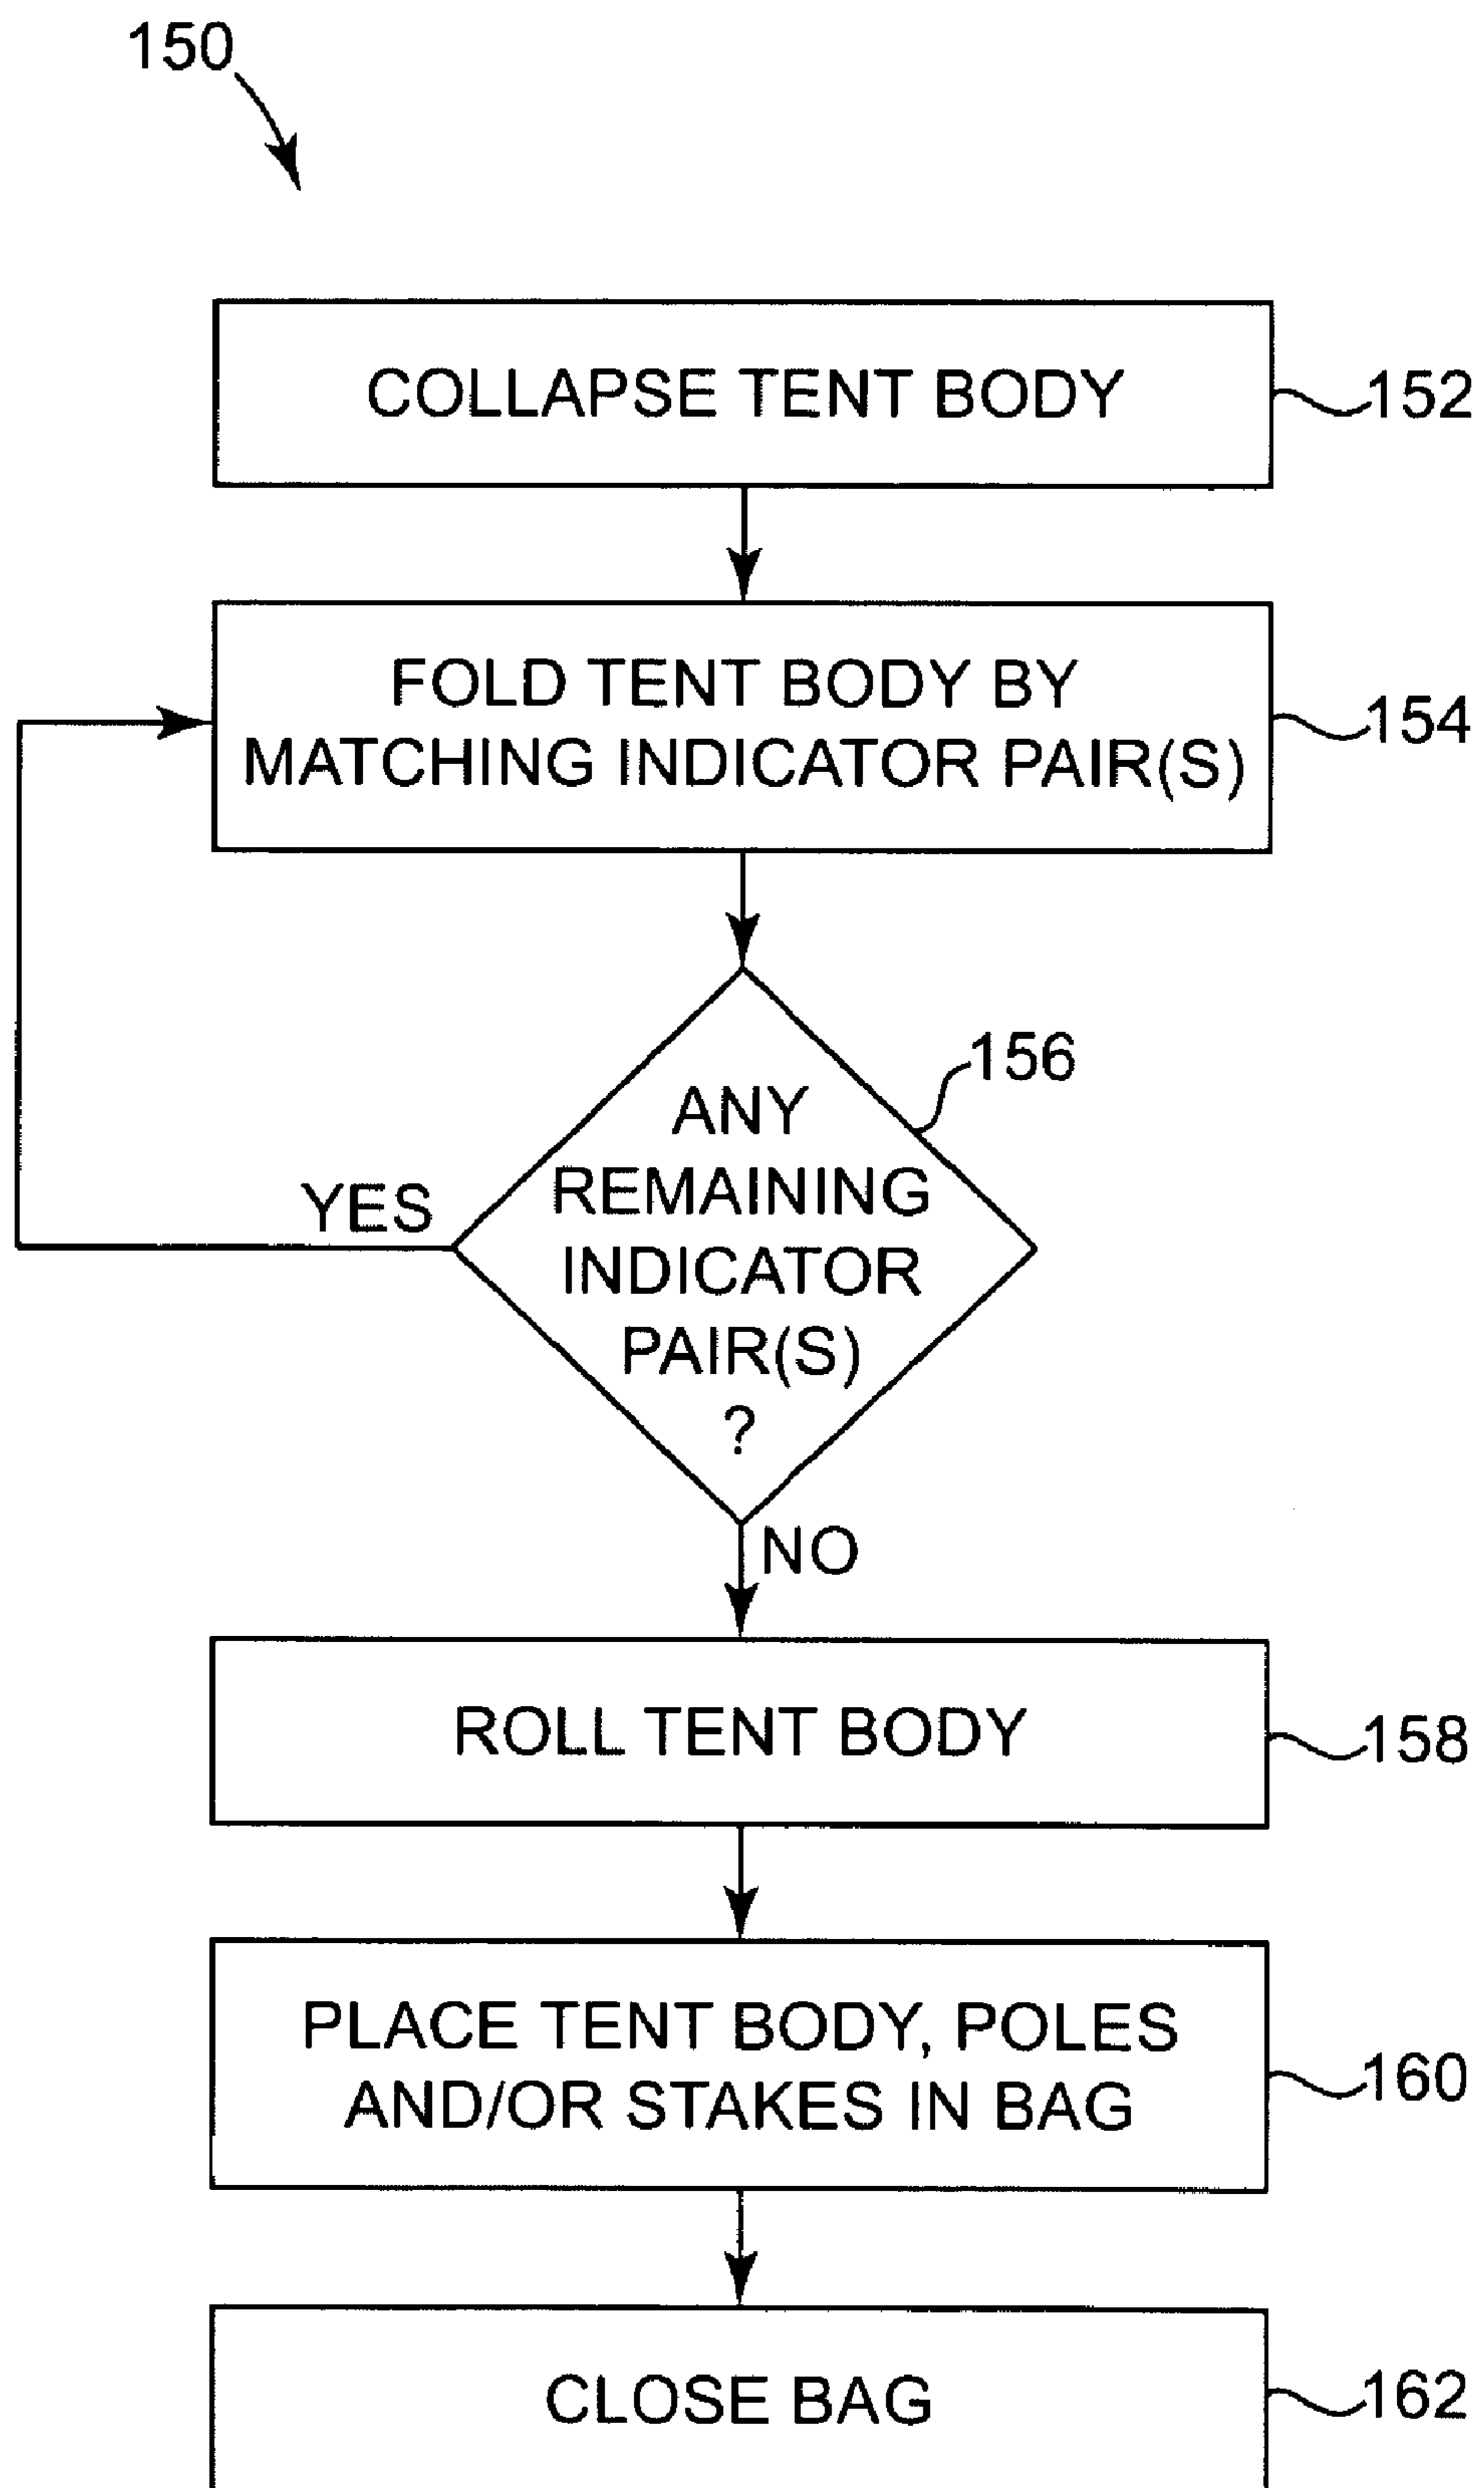 150
COLLAPSE TENT BODY
152
FOLD TENT BODY BY
MATCHING INDICATOR PAIR(S)
154
156
ANY
REMAINING
INDICATOR
PAIR(S)
?
YES
NO
ROLL TENT BODY
158
PLACE TENT BODY, POLES
AND/OR STAKES IN BAG
160
CLOSE BAG
162